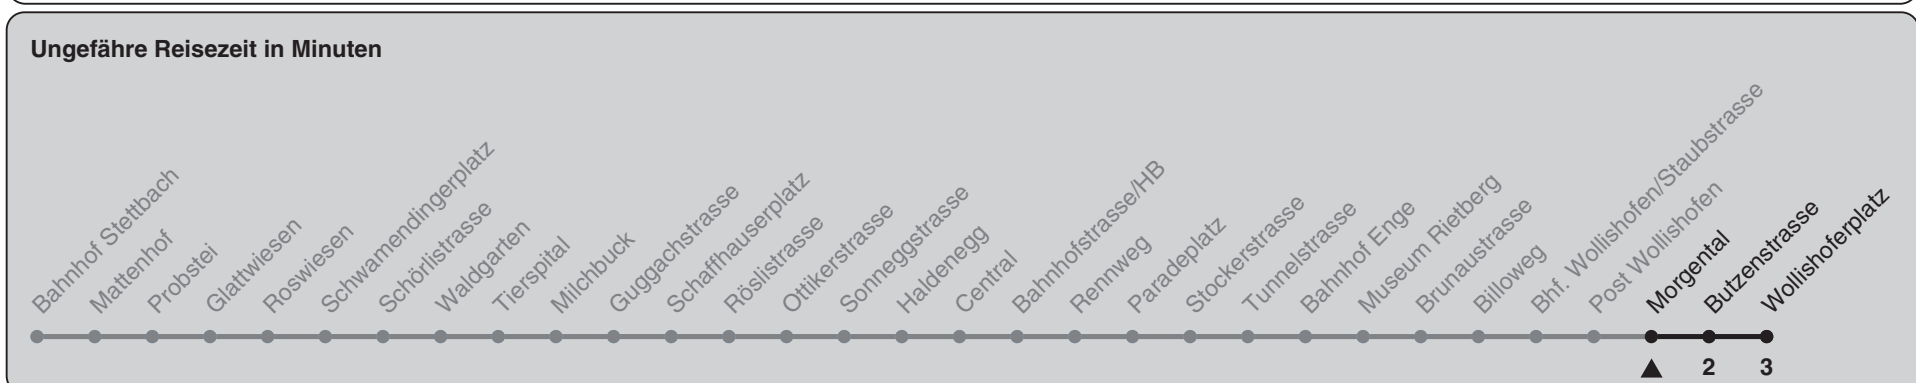 Ungefähre Reisezeit in Minuten
Bahnhof Stettbach
Mattenhof
Probstei
Glattwiesen
Roswiesen
Schwamendingerplatz
Schörlistrasse
Waldgarten
Tierspital
Milchbuck
Guggachstrasse
Schaffhauserplatz
Röslistrasse
Ottikerstrasse
Sonneggstrasse
Haldenegg
Central
Bahnhofstrasse/HB
Rennweg
Paradeplatz
Stockerstrasse
Tunnelstrasse
Bahnhof Enge
Museum Rietberg
Brunaustrasse
Billoweg
Bhf. Wollishofen/Staubstrasse
Post Wollishofen
Morgental
Butzenstrasse
Wollishoferplatz
2 3